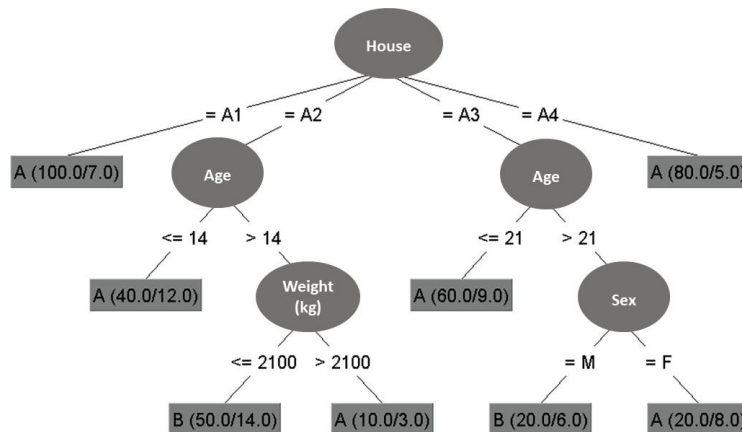 House
= A1
= A2
= A3
= A4
A (100.0/7.0)
Age
Age
A (80.0/5.0)
<= 14
> 14
<= 21
> 21
A (40.0/12.0)
Weight
(kg)
A (60.0/9.0)
Sex
<= 2100
> 2100
= M
= F
B (50.0/14.0)
A (10.0/3.0)
B (20.0/6.0)
A (20.0/8.0)